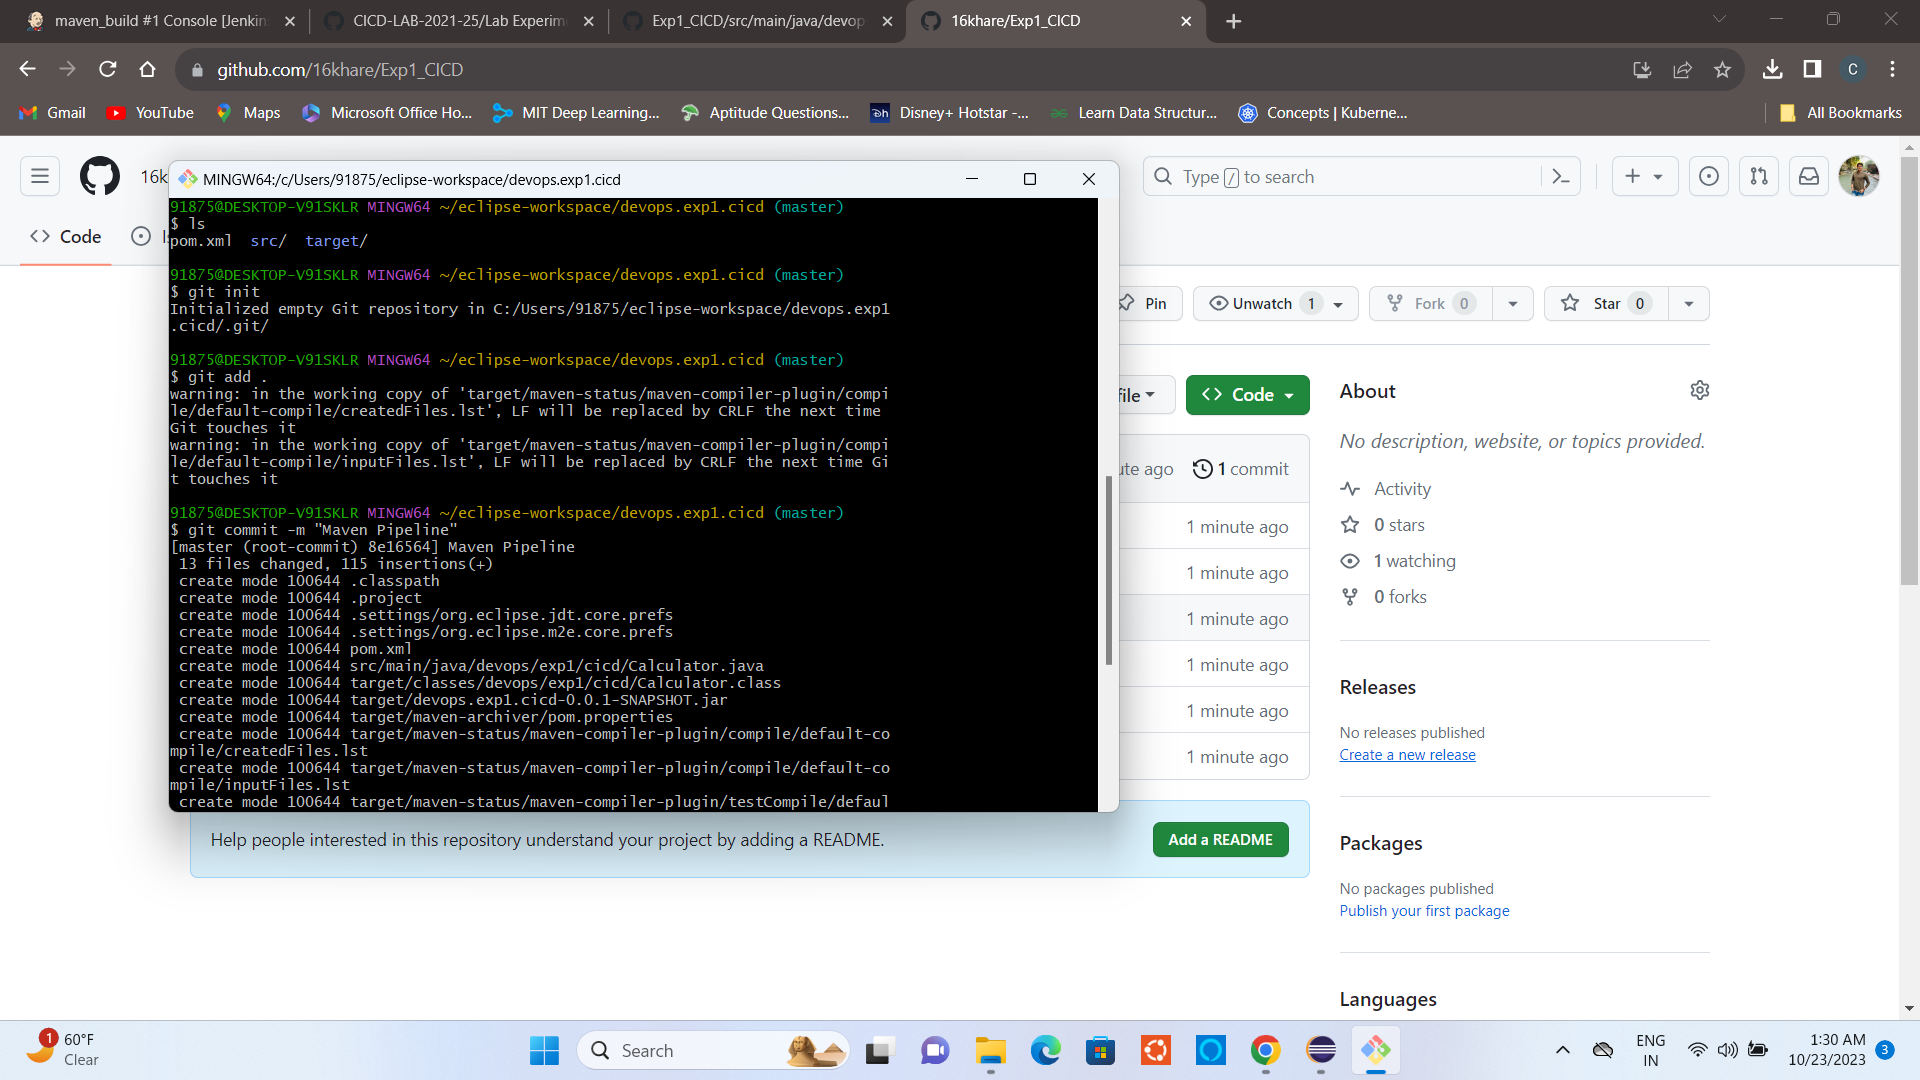 maven_build #1 Console [Jenkin
CICD-LAB-2021-25/Lab Experim
Exp1_CICD/src/main/java/devop
16khare/Exp1_CICD
github.com/16khare/Exp1_CICD
C
Gmail
YouTube
Maps
Microsoft Office Ho...
MIT Deep Learning...
Aptitude Questions...
Disney+ Hotstar -...
Learn Data Structur...
Concepts | Kuberne...
All Bookmarks
16k
MINGW64:/c/Users/91875/eclipse-workspace/devops.exp1.cicd
Type / to search
Code
91875@DESKTOP-V91SKLR MINGW64 ~/eclipse-workspace/devops.exp1.cicd (master)
$ ls
pom.xml  src/  target/
91875@DESKTOP-V91SKLR MINGW64 ~/eclipse-workspace/devops.exp1.cicd (master)
$ git init
Initialized empty Git repository in C:/Users/91875/eclipse-workspace/devops.exp1
.cicd/.git/
91875@DESKTOP-V91SKLR MINGW64 ~/eclipse-workspace/devops.exp1.cicd (master)
$ git add .
warning: in the working copy of 'target/maven-status/maven-compiler-plugin/compi
le/default-compile/createdFiles.lst', LF will be replaced by CRLF the next time
Git touches it
warning: in the working copy of 'target/maven-status/maven-compiler-plugin/compi
le/default-compile/inputFiles.lst', LF will be replaced by CRLF the next time Gi
t touches it
91875@DESKTOP-V91SKLR MINGW64 ~/eclipse-workspace/devops.exp1.cicd (master)
$ git commit -m "Maven Pipeline"
[master (root-commit) 8e16564] Maven Pipeline
13 files changed, 115 insertions(+)
create mode 100644 .classpath
create mode 100644 .project
create mode 100644 .settings/org.eclipse.jdt.core.prefs
create mode 100644 .settings/org.eclipse.m2e.core.prefs
create mode 100644 pom.xml
create mode 100644 src/main/java/devops/exp1/cicd/Calculator.java
create mode 100644 target/classes/devops/exp1/cicd/Calculator.class
create mode 100644 target/devops.exp1.cicd-0.0.1-SNAPSHOT.jar
create mode 100644 target/maven-archiver/pom.properties
create mode 100644 target/maven-status/maven-compiler-plugin/compile/default-co
mpile/createdFiles.lst
create mode 100644 target/maven-status/maven-compiler-plugin/compile/default-co
mpile/inputFiles.lst
create mode 100644 target/maven-status/maven-compiler-plugin/testCompile/defaul
Pin
Unwatch 1
Fork 0
Star 0
file
Code
ute ago
1 commit
1 minute ago
1 minute ago
1 minute ago
1 minute ago
1 minute ago
1 minute ago
Help people interested in this repository understand your project by adding a README.
Add a README
About
No description, website, or topics provided.
Activity
0 stars
1 watching
0 forks
Releases
No releases published
Create a new release
Packages
No packages published
Publish your first package
Languages
1
60°F
Clear
Search
ENG
IN
1:30 AM
10/23/2023
3